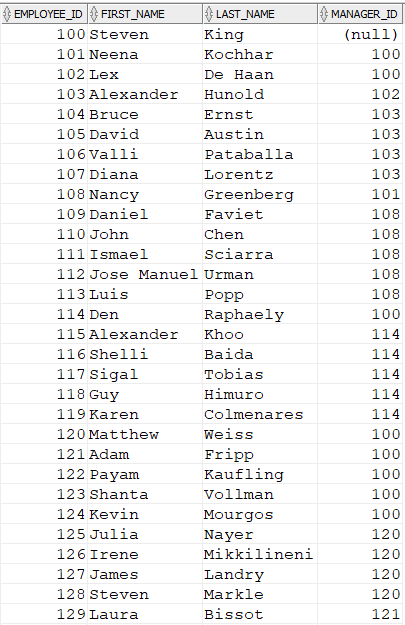 EMPLOYEE_ID FIRST_NAME LAST_NAME MANAGER_ID
100 Steven King (null)
101 Neena Kochhar 100
102 Lex De Haan 100
103 Alexander Hunold 102
104 Bruce Ernst 103
105 David Austin 103
106 Valli Pataballa 103
107 Diana Lorentz 103
108 Nancy Greenberg 101
109 Daniel Faviet 108
110 John Chen 108
111 Ismael Sciarra 108
112 Jose Manuel Urman 108
113 Luis Popp 108
114 Den Raphaely 100
115 Alexander Khoo 114
116 Shelli Baida 114
117 Sigal Tobias 114
118 Guy Himuro 114
119 Karen Colmenares 114
120 Matthew Weiss 100
121 Adam Fripp 100
122 Payam Kaufling 100
123 Shanta Vollman 100
124 Kevin Mourgos 100
125 Julia Nayer 120
126 Irene Mikkilineni 120
127 James Landry 120
128 Steven Markle 120
129 Laura Bissot 121